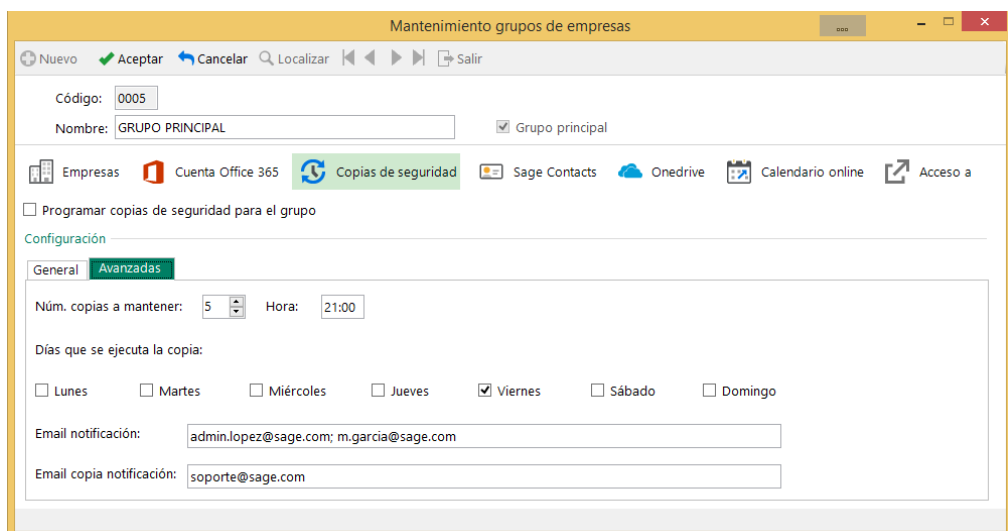 Mantenimiento grupos de empresas
Nuevo Aceptar Cancelar Localizar Salir
Código: 0005
Nombre: GRUPO PRINCIPAL Grupo principal
Empresas Cuenta Office 365 Copias de seguridad Sage Contacts Onedrive Calendario online Acceso a
Programar copias de seguridad para el grupo
Configuración
General Avanzadas
Núm. copias a mantener: 5 Hora: 21:00
Días que se ejecuta la copia:
Lunes Martes Miércoles Jueves Viernes Sábado Domingo
Email notificación: admin.lopez@sage.com; m.garcia@sage.com
Email copia notificación: soporte@sage.com